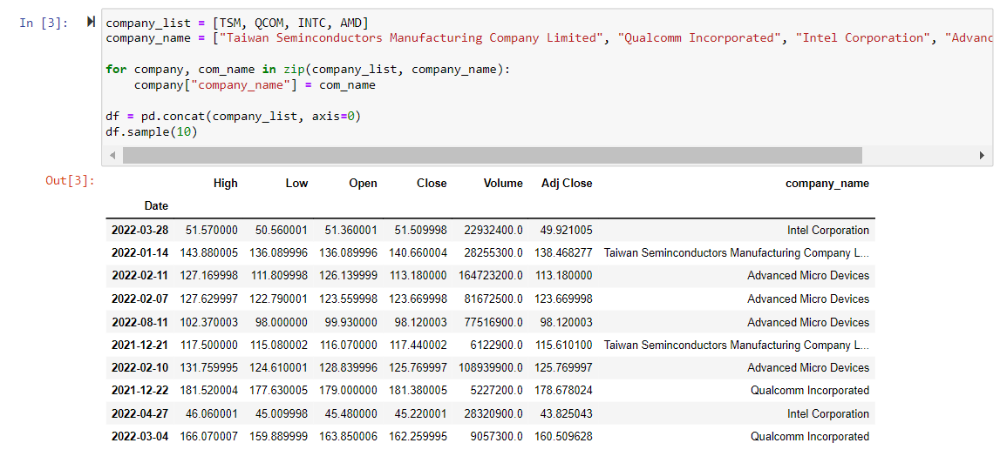 In [3]:
company_list = [TSM, QCOM, INTC, AMD]
company_name = ["Taiwan Seminconductors Manufacturing Company Limited", "Qualcomm Incorporated", "Intel Corporation", "Advanc
for company, com_name in zip(company_list, company_name):
    company["company_name"] = com_name
df = pd.concat(company_list, axis=0)
df.sample(10)
Out[3]:
High Low Open Close Volume Adj Close company_name
Date
2022-03-28 51.570000 50.560001 51.360001 51.509998 22932400.0 49.921005 Intel Corporation
2022-01-14 143.880005 136.089996 136.089996 140.660004 28255300.0 138.468277 Taiwan Seminconductors Manufacturing Company L...
2022-02-11 127.169998 111.809998 126.139999 113.180000 164723200.0 113.180000 Advanced Micro Devices
2022-02-07 127.629997 122.790001 123.559998 123.669998 81672500.0 123.669998 Advanced Micro Devices
2022-08-11 102.370003 98.000000 99.930000 98.120003 77516900.0 98.120003 Advanced Micro Devices
2021-12-21 117.500000 115.080002 116.070000 117.440002 6122900.0 115.610100 Taiwan Seminconductors Manufacturing Company L...
2022-02-10 131.759995 124.610001 128.839996 125.769997 108939900.0 125.769997 Advanced Micro Devices
2021-12-22 181.520004 177.630005 179.000000 181.380005 5227200.0 178.678024 Qualcomm Incorporated
2022-04-27 46.060001 45.009998 45.480000 45.220001 28320900.0 43.825043 Intel Corporation
2022-03-04 166.070007 159.889999 163.850006 162.259995 9057300.0 160.509628 Qualcomm Incorporated